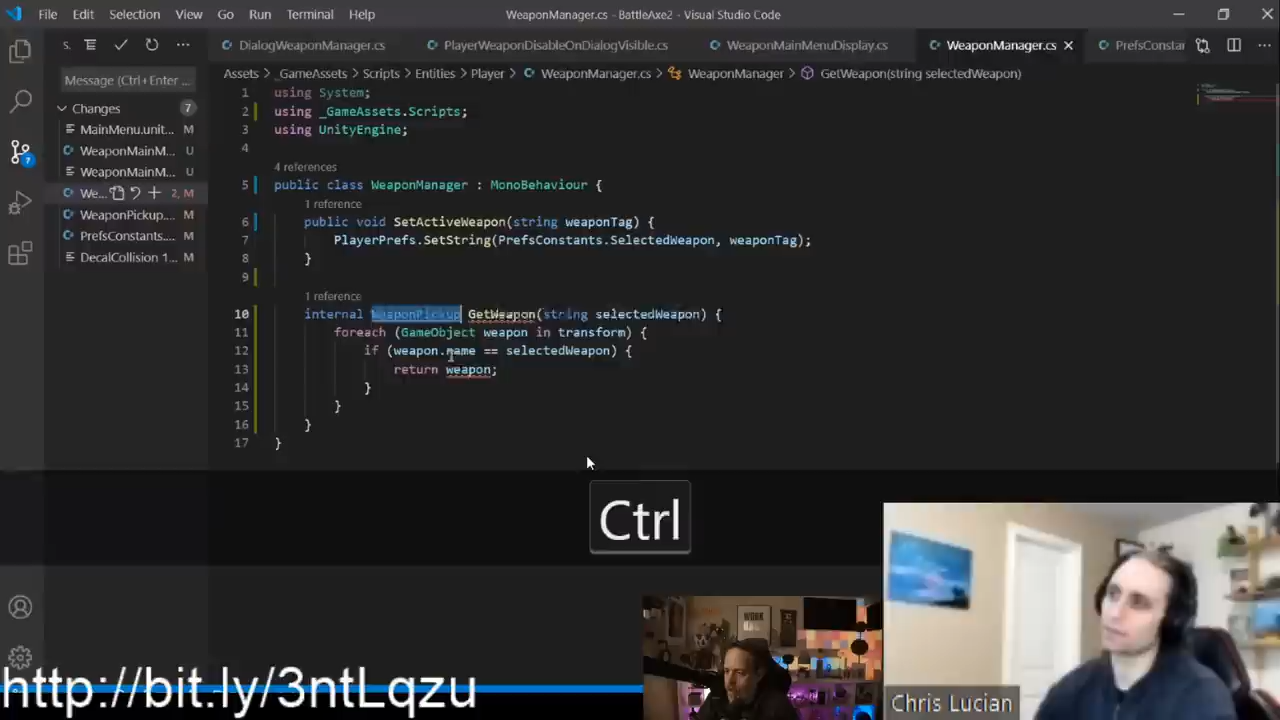 File Edit Selection View Go Run Terminal Help
WeaponManager.cs - BattleAxe2 - Visual Studio Code
S.
DialogWeaponManager.cs
PlayerWeaponDisableOnDialogVisible.cs
WeaponMainMenuDisplay.cs
WeaponManager.cs
PrefsConstar
Message (Ctrl+Enter ...
Assets > _GameAssets > Scripts > Entities > Player > WeaponManager.cs > WeaponManager > GetWeapon(string selectedWeapon)
Changes 7
MainMenu.unit... M
WeaponMainM... U
WeaponMainM... U
We... 2, M
WeaponPickup.... M
PrefsConstants.... M
DecalCollision 1... M
7
1 using System;
2 using _GameAssets.Scripts;
3 using UnityEngine;
4
4 references
5 public class WeaponManager : MonoBehaviour {
1 reference
6 public void SetActiveWeapon(string weaponTag) {
7 PlayerPrefs.SetString(PrefsConstants.SelectedWeapon, weaponTag);
8 }
9
1 reference
10 internal WeaponPickup GetWeapon(string selectedWeapon) {
11 foreach (GameObject weapon in transform) {
12 if (weapon.name == selectedWeapon) {
13 return weapon;
14 }
15 }
16 }
17 }
Ctrl
WORK
Chris Lucian
http://bit.ly/3ntLqzu